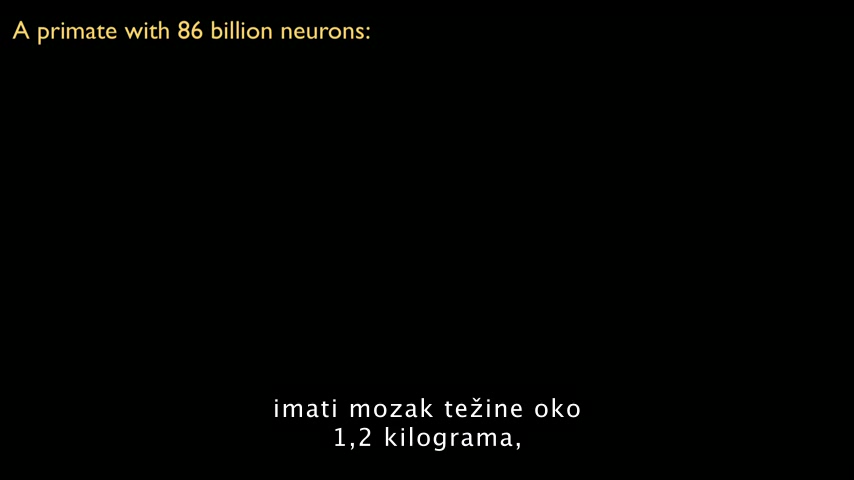 A primate with 86 billion neurons:
imati mozak težine oko
1,2 kilograma,